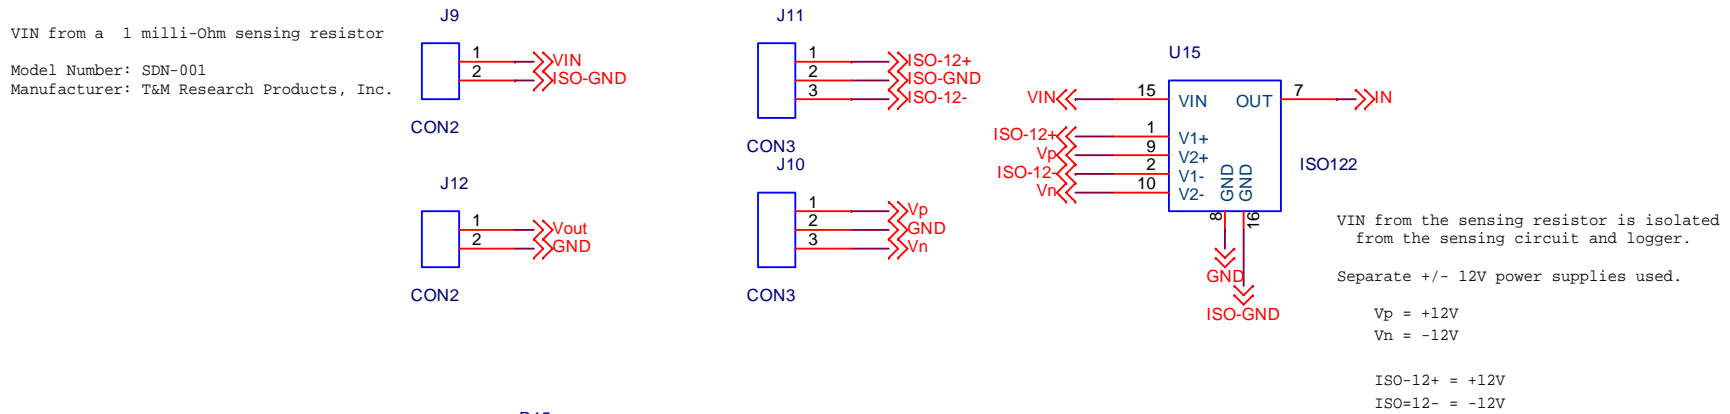 VIN from a  1 milli-Ohm sensing resistor
Model Number: SDN-001
Manufacturer: T&M Research Products, Inc.
J9
1
VIN
2
ISO-GND
CON2
J12
1
Vout
2
GND
CON2
J11
1
ISO-12+
2
ISO-GND
3
ISO-12-
CON3
J10
1
Vp
2
GND
3
Vn
CON3
U15
VIN 15 VIN OUT 7 IN
ISO-12+ 1 V1+
Vp 9 V2+
ISO-12- 2 V1-
Vn 10 V2-
GND
GND
8
16
ISO122
GND
ISO-GND
VIN from the sensing resistor is isolated
from the sensing circuit and logger.
Separate +/- 12V power supplies used.
Vp = +12V
Vn = -12V
ISO-12+ = +12V
ISO=12- = -12V